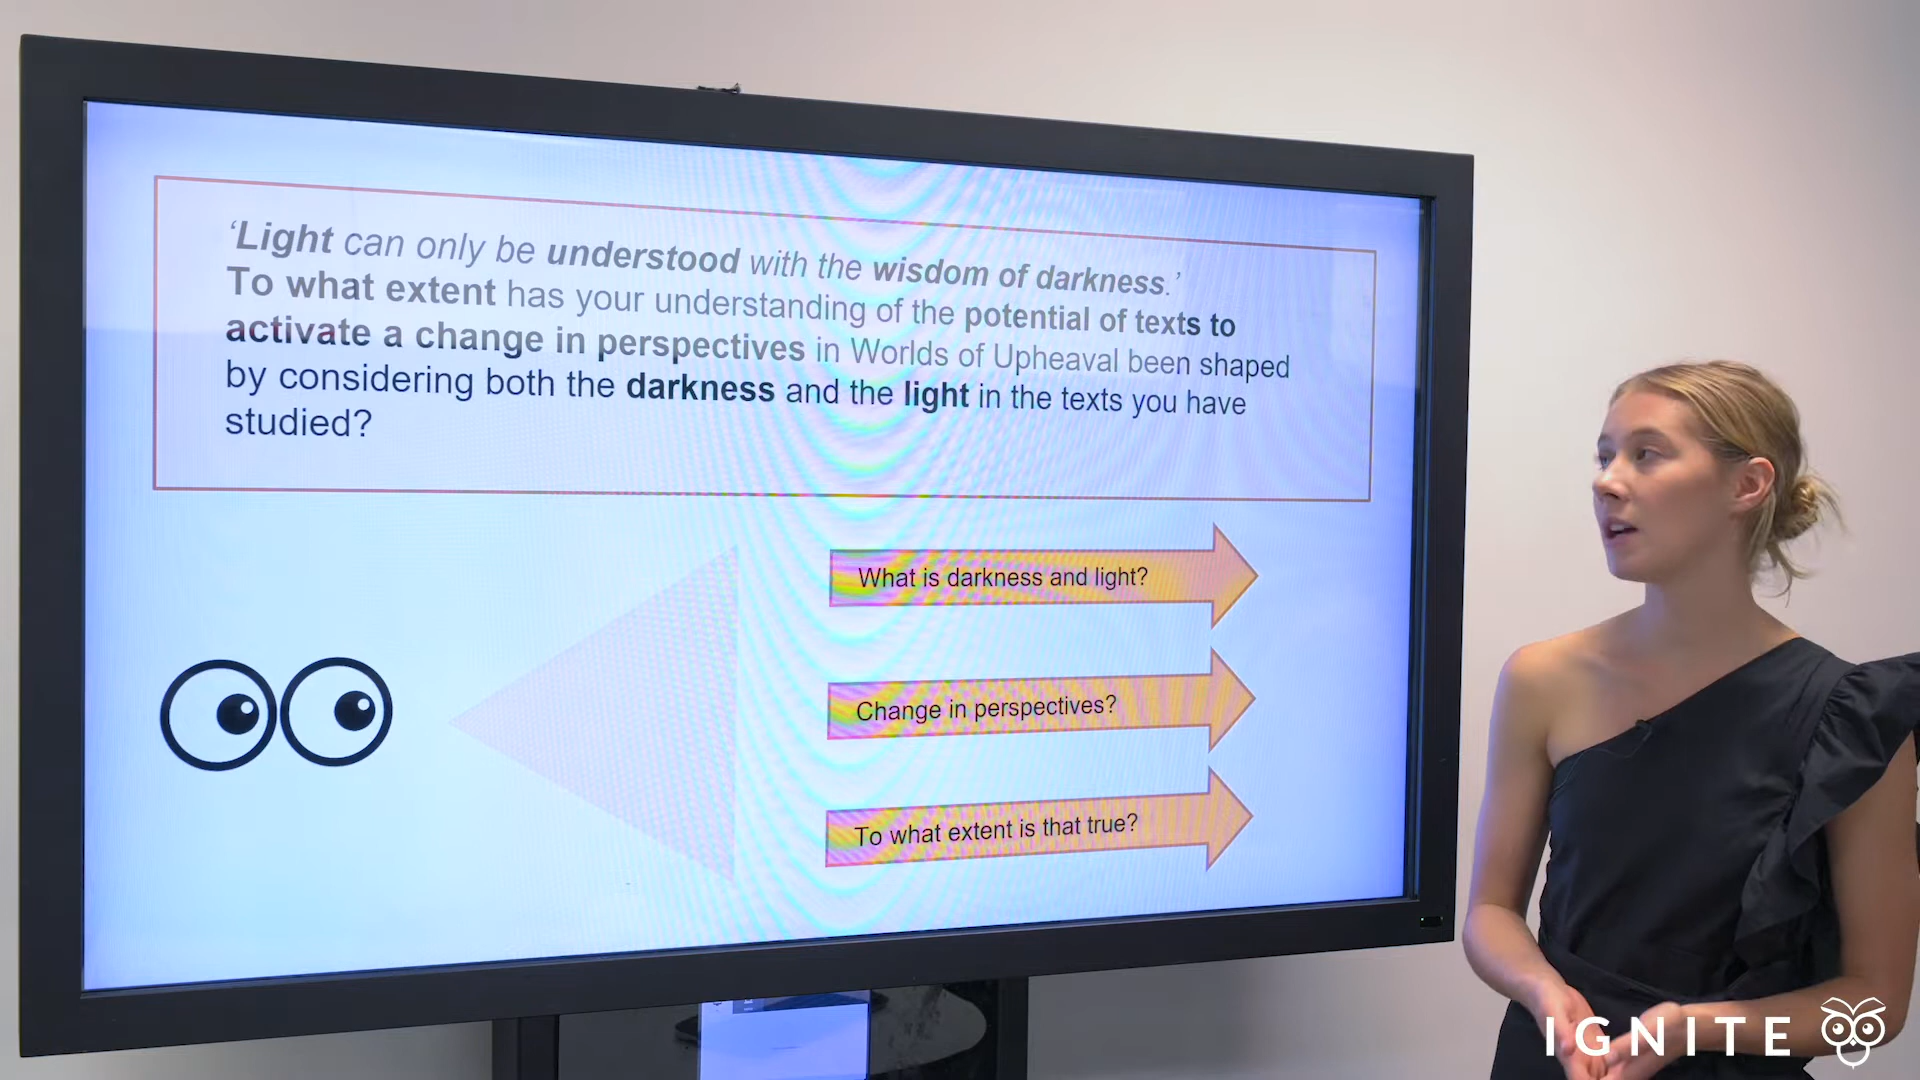 ‘Light can only be understood with the wisdom of darkness.’
To what extent has your understanding of the potential of texts to
activate a change in perspectives in Worlds of Upheaval been shaped
by considering both the darkness and the light in the texts you have
studied?
What is darkness and light?
Change in perspectives?
To what extent is that true?
IGNITE